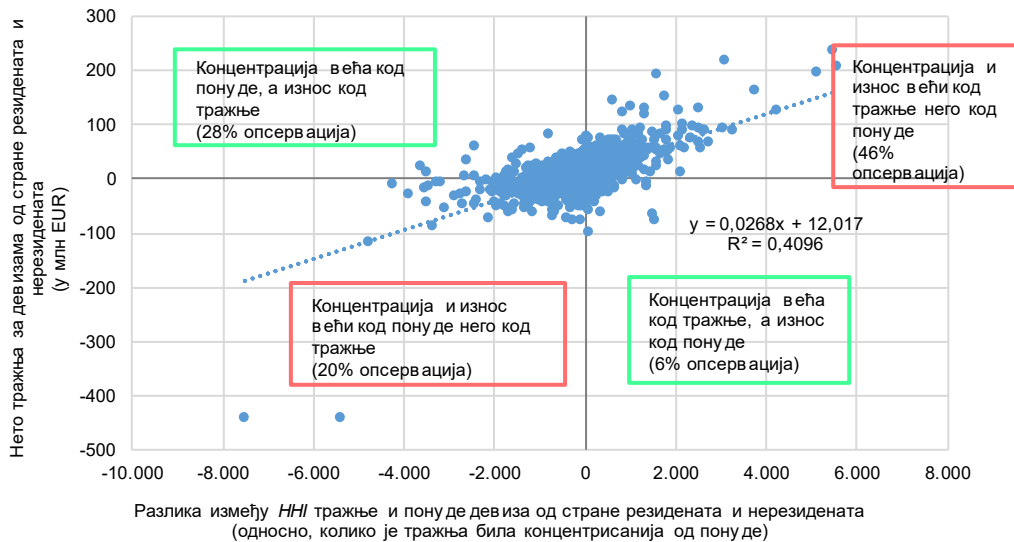 Нето тражња за девизама од стране резидената и
нерезидената
(у млн EUR)
300
200
100
0
-100
-200
-300
-400
-500
Концентрација већа код
понуде, а износ код
тражње
(28% опсервација)
Концентрација и
износ већи код
тражње него код
понуде
(46%
опсервација)
y = 0,0268x + 12,017
R² = 0,4096
Концентрација и износ
већи код понуде него код
тражње
(20% опсервација)
Концентрација већа
код тражње, а износ
код понуде
(6% опсервација)
-10.000 -8.000 -6.000 -4.000 -2.000 0 2.000 4.000 6.000 8.000
Разлика између HHI тражње и понуде девиза од стране резидената и нерезидената
(односно, колико је тражња била концентрисанија од понуде)